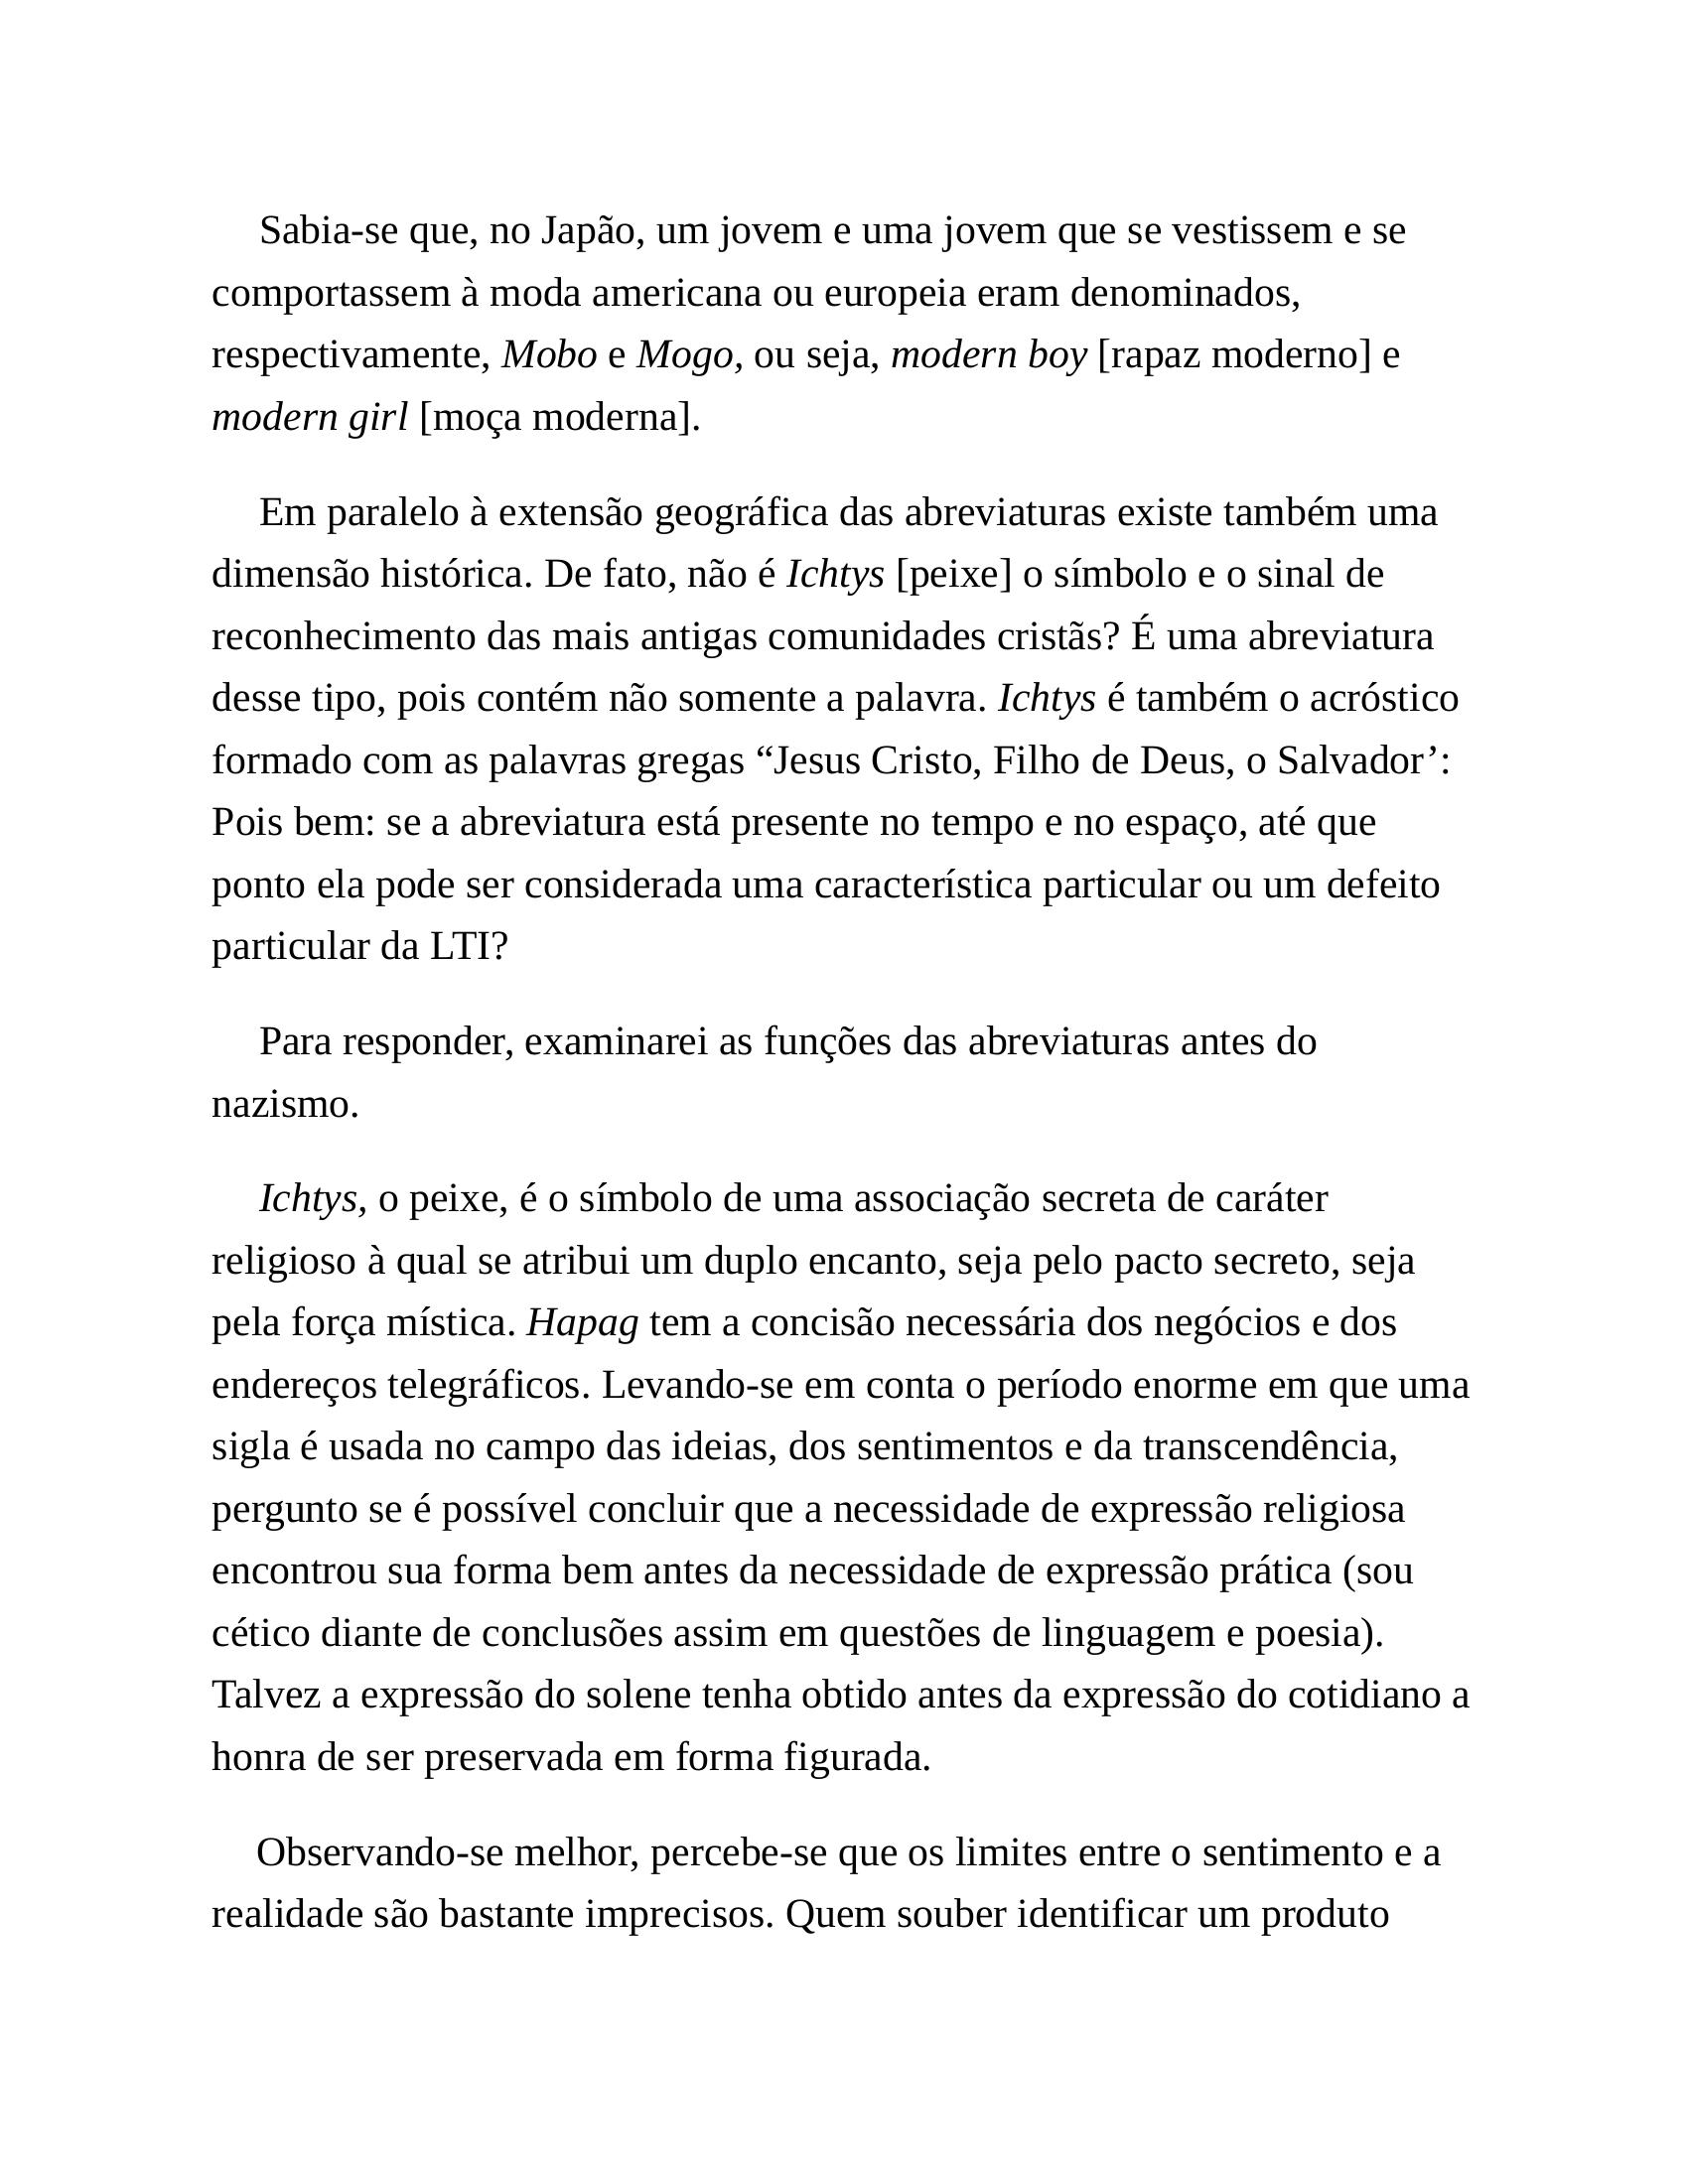 Sabia-se que, no Japão, um jovem e uma jovem que se vestissem e se
comportassem à moda americana ou europeia eram denominados,
respectivamente, Mobo e Mogo, ou seja, modern boy [rapaz moderno] e
modern girl [moça moderna].
Em paralelo à extensão geográfica das abreviaturas existe também uma
dimensão histórica. De fato, não é Ichtys [peixe] o símbolo e o sinal de
reconhecimento das mais antigas comunidades cristãs? É uma abreviatura
desse tipo, pois contém não somente a palavra. Ichtys é também o acróstico
formado com as palavras gregas “Jesus Cristo, Filho de Deus, o Salvador’:
Pois bem: se a abreviatura está presente no tempo e no espaço, até que
ponto ela pode ser considerada uma característica particular ou um defeito
particular da LTI?
Para responder, examinarei as funções das abreviaturas antes do
nazismo.
Ichtys, o peixe, é o símbolo de uma associação secreta de caráter
religioso à qual se atribui um duplo encanto, seja pelo pacto secreto, seja
pela força mística. Hapag tem a concisão necessária dos negócios e dos
endereços telegráficos. Levando-se em conta o período enorme em que uma
sigla é usada no campo das ideias, dos sentimentos e da transcendência,
pergunto se é possível concluir que a necessidade de expressão religiosa
encontrou sua forma bem antes da necessidade de expressão prática (sou
cético diante de conclusões assim em questões de linguagem e poesia).
Talvez a expressão do solene tenha obtido antes da expressão do cotidiano a
honra de ser preservada em forma figurada.
Observando-se melhor, percebe-se que os limites entre o sentimento e a
realidade são bastante imprecisos. Quem souber identificar um produto